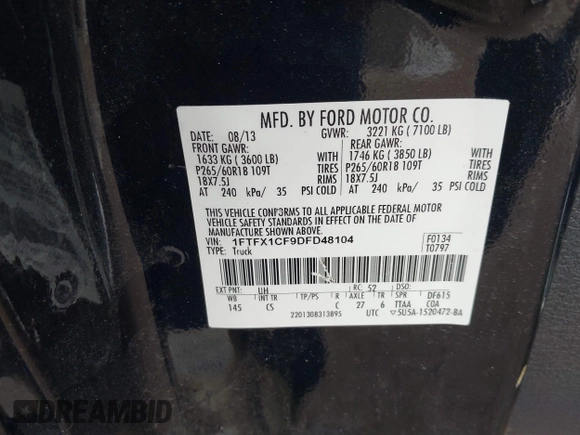 MFD. BY FORD MOTOR CO.
DATE: 08/13 GVWR: 3221 KG ( 7100 LB)
FRONT GAWR: REAR GAWR:
1633 KG ( 3600 LB) WITH 1746 KG ( 3850 LB) WITH
P265/60R18 109T TIRES P265/60R18 109T TIRES
18X7.5J RIMS 18X7.5J RIMS
AT 240 kPa/ 35 PSI COLD AT 240 kPa/ 35 PSI COLD
THIS VEHICLE CONFORMS TO ALL APPLICABLE FEDERAL MOTOR
VEHICLE SAFETY STANDARDS IN EFFECT ON THE DATE OF
MANUFACTURE SHOWN ABOVE.
VIN: 1FTFX1CF9DFD48104 F0134
TYPE: Truck T0797
EXT PNT: UH RC: 52 DSO:
WB INT TR TP/PS R AXLE TR SPR DF615
145 CS C 27 6 TTAA COA
2201308313895 UTC 5U5A-1520472-BA
DREAMBID